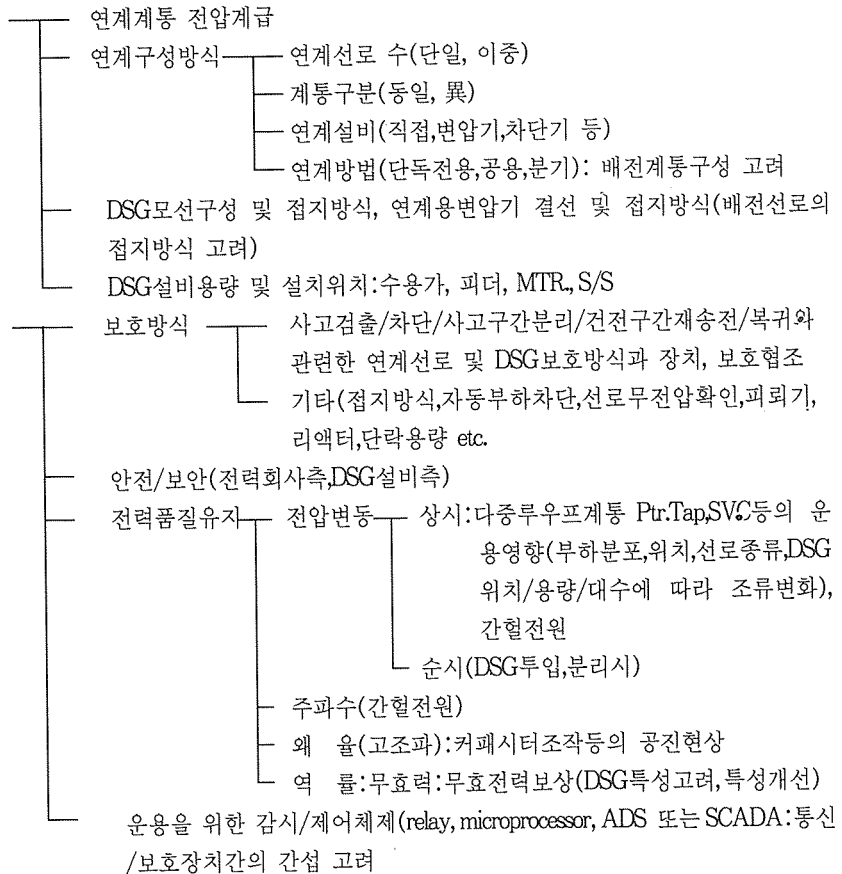 연계계통 전압계급
연계구성방식 연계선로 수(단일, 이중)
계통구분(동일, 異)
연계설비(직접,변압기,차단기 등)
연계방법(단독전용,공용,분기): 배전계통구성 고려
DSG모선구성 및 접지방식, 연계용변압기 결선 및 접지방식(배전선로의
접지방식 고려)
DSG설비용량 및 설치위치:수용가, 피더, MTR., S/S
보호방식 사고검출/차단/사고구간분리/건전구간재송전/복귀와
관련한 연계선로 및 DSG보호방식과 장치, 보호협조
기타(접지방식,자동부하차단,선로무전압확인,피뢰기,
리액터,단락용량 etc.
안전/보안(전력회사측,DSG설비측)
전력품질유지 전압변동 상시:다중루우프계통 Ptr.Tap,SVC등의 운
용영향(부하분포,위치,선로종류,DSG
위치/용량/대수에 따라 조류변화),
간헐전원
순시(DSG투입,분리시)
주파수(간헐전원)
왜 율(고조파):커패시터조작등의 공진현상
역 률:무효력:무효전력보상(DSG특성고려,특성개선)
운용을 위한 감시/제어체제(relay, microprocessor, ADS 또는 SCADA:통신
/보호장치간의 간섭 고려